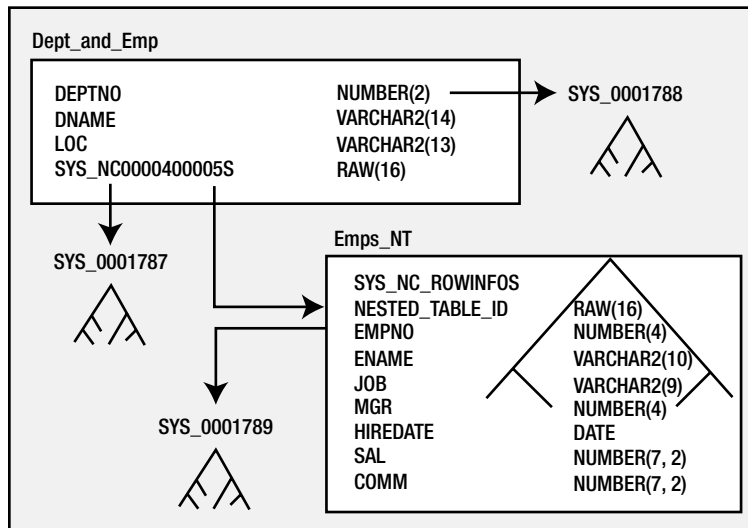 Dept_and_Emp
DEPTNO NUMBER(2) SYS_0001788
DNAME VARCHAR2(14)
LOC VARCHAR2(13)
SYS_NC0000400005S RAW(16)
SYS_0001787
Emps_NT
SYS_NC_ROWINFOS
NESTED_TABLE_ID RAW(16)
EMPNO NUMBER(4)
ENAME VARCHAR2(10)
JOB VARCHAR2(9)
MGR NUMBER(4)
HIREDATE DATE
SAL NUMBER(7, 2)
COMM NUMBER(7, 2)
SYS_0001789